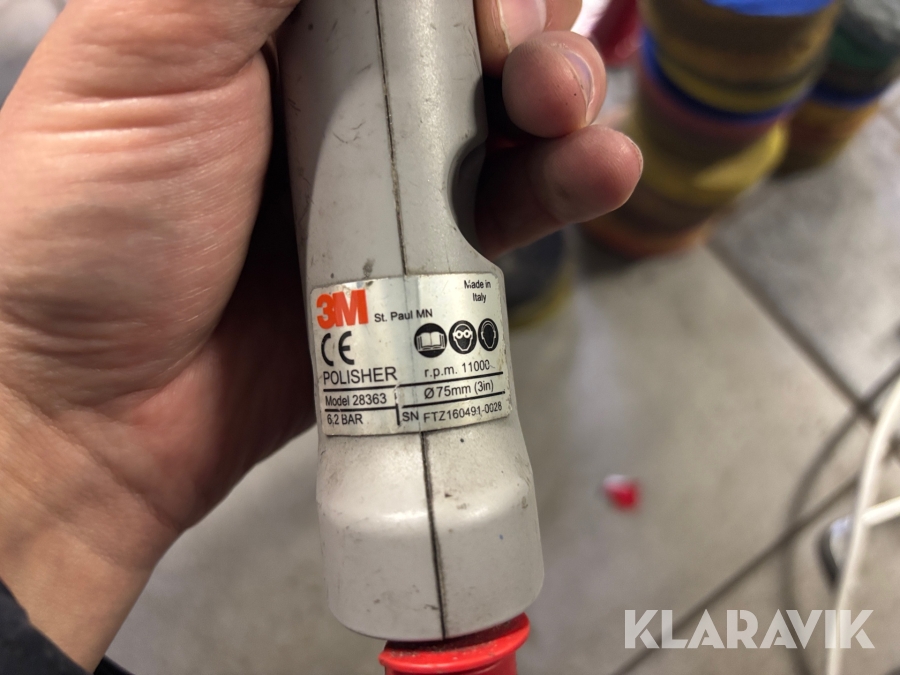 3M St. Paul MN
Made in
Italy
CE
POLISHER r.p.m. 11000
Model 28363 Ø75mm (3in)
6,2 BAR SN FTZ160491-0028
KLARAVIK